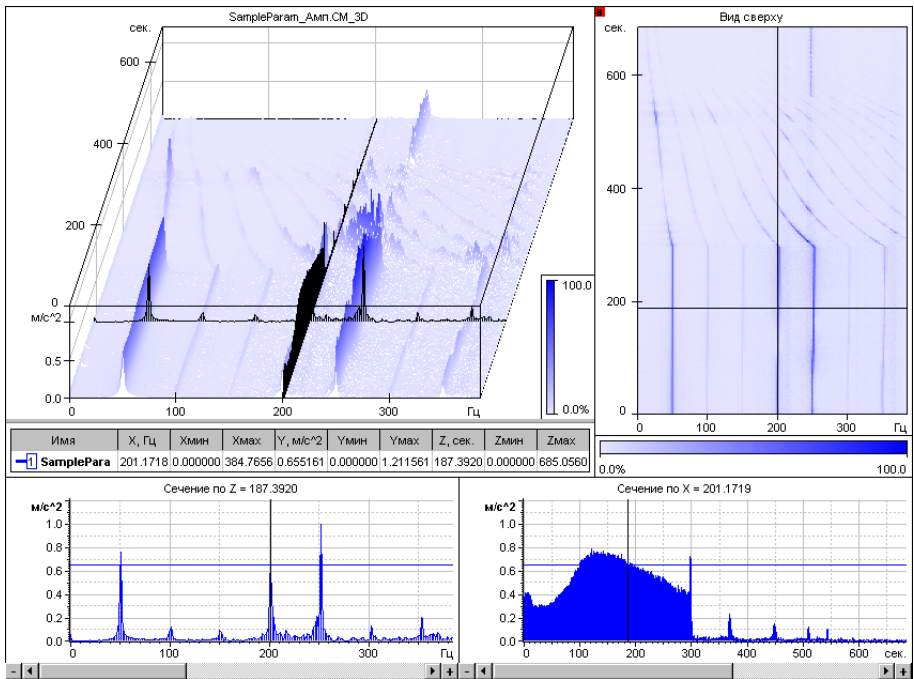 SampleParam_Амп.СМ_3D
сек.
600
400
200
0
м/с^2
0.5
0.0
0 100 200 300 Гц
100.0
0.0%
Вид сверху
сек.
600
400
200
0
0 100 200 300 Гц
0.0% 100.0
Имя X, Гц Xмин Xмах Y, м/с^2 Yмин Yмах Z, сек. Zмин Zмах
1 SamplePara 201.1718 0.000000 384.7656 0.655161 0.000000 1.211561 187.3920 0.000000 685.0560
Сечение по Z = 187.3920
м/с^2
1.0
0.8
0.6
0.4
0.2
0.0
0 100 200 300 Гц
Сечение по X = 201.1719
м/с^2
1.0
0.8
0.6
0.4
0.2
0.0
0 100 200 300 400 500 600 сек.
- + - +